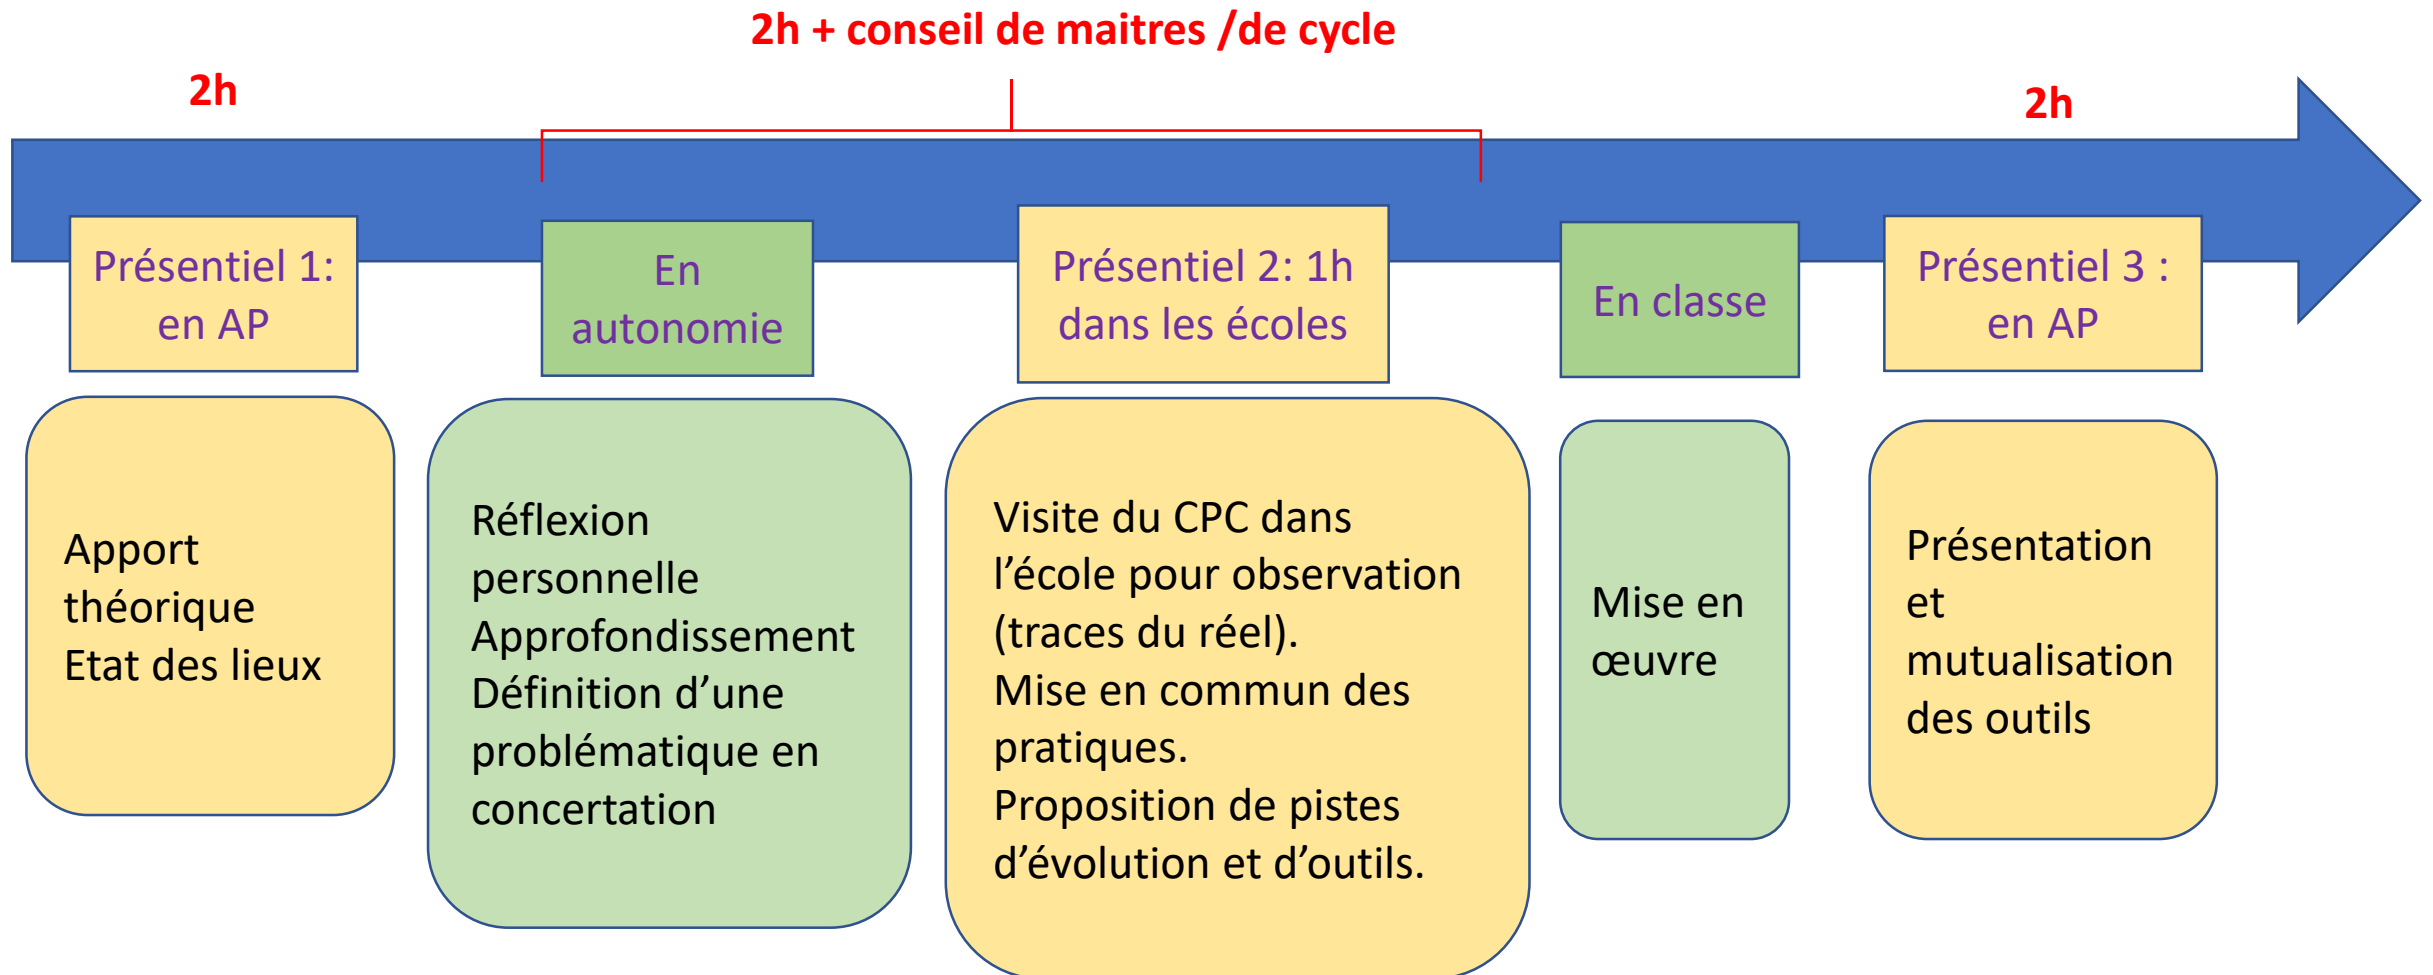 2h + conseil de maitres /de cycle
2h
2h
Présentiel 1:
en AP
En
autonomie
Présentiel 2: 1h
dans les écoles
En classe
Présentiel 3 :
en AP
Apport
théorique
Etat des lieux
Réflexion
personnelle
Approfondissement
Définition d’une
problématique en
concertation
Visite du CPC dans
l’école pour observation
(traces du réel).
Mise en commun des
pratiques.
Proposition de pistes
d’évolution et d’outils.
Mise en
œuvre
Présentation
et
mutualisation
des outils